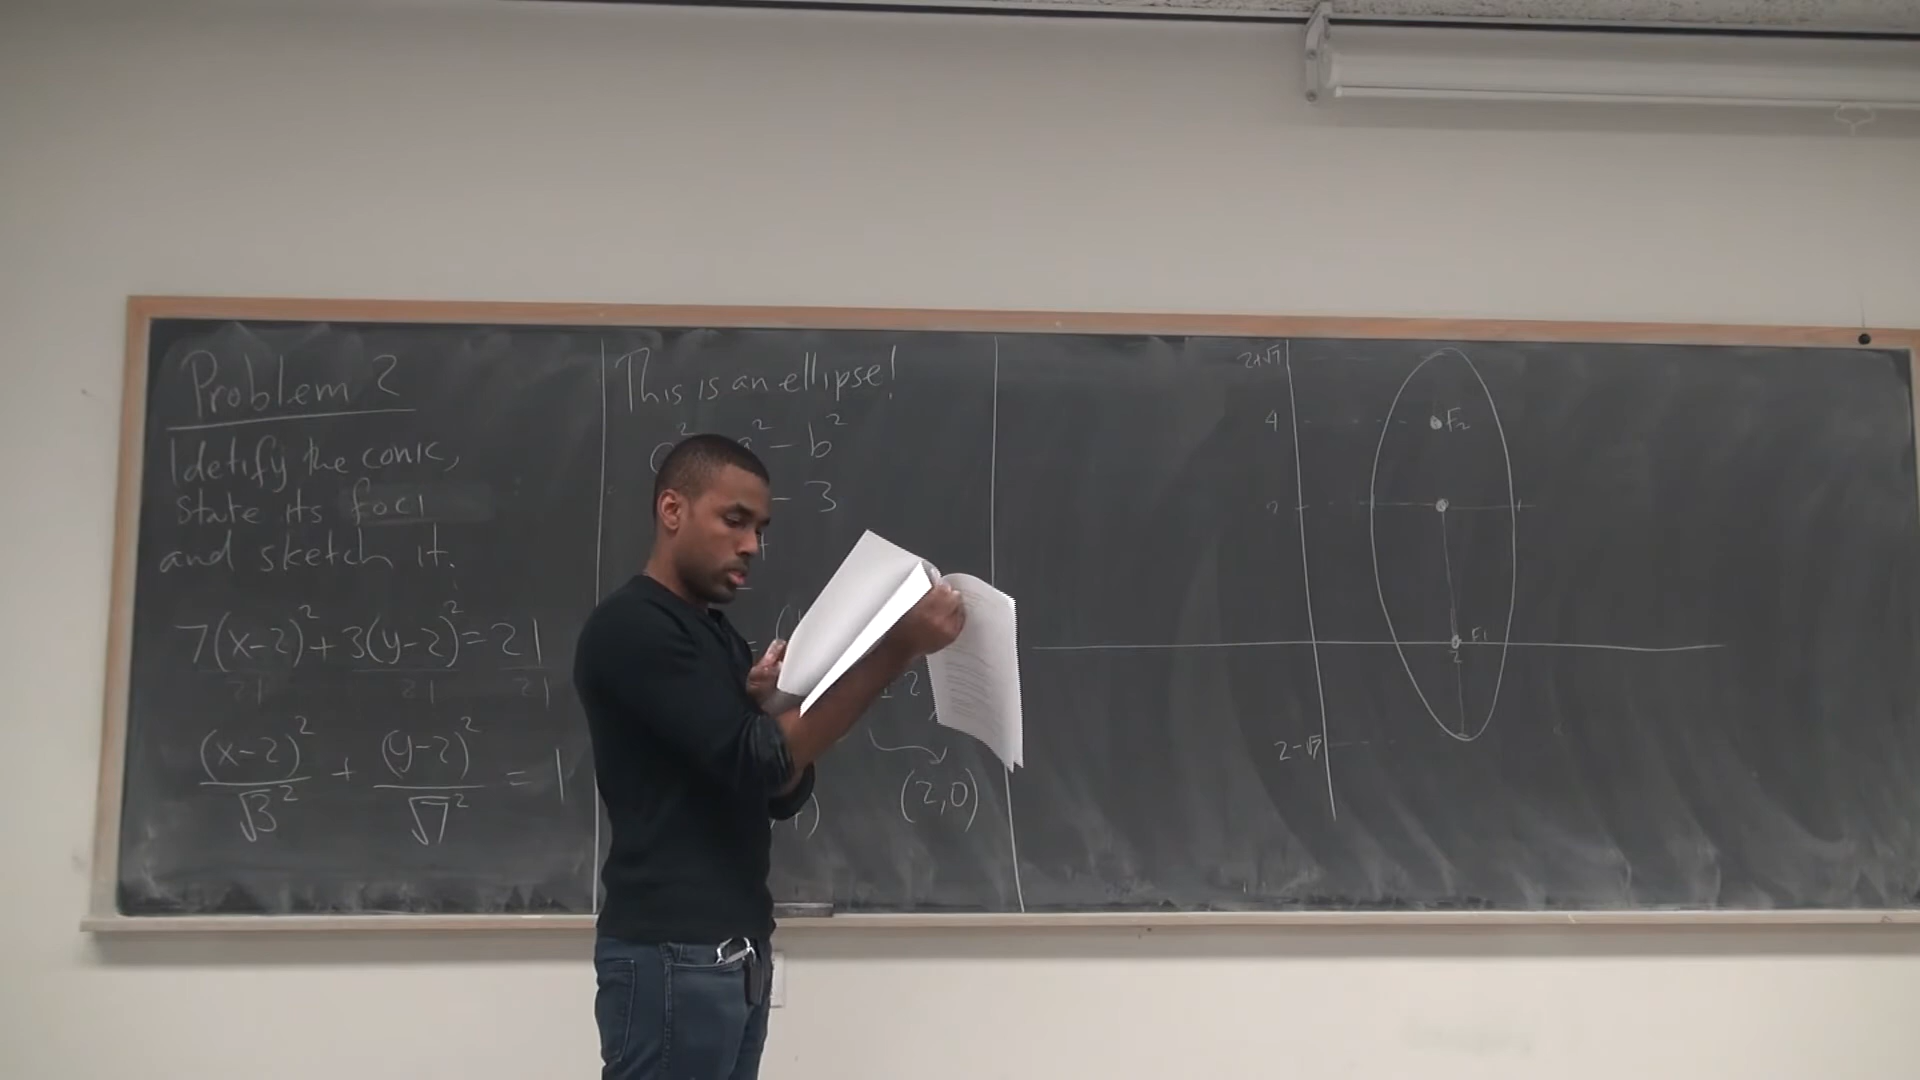 Problem 2
Idetify the conic,
state its foci
and sketch it.
7(x-2)²+3(y-2)²=21
21 21 21
(x-2)²/√3² + (y-2)²/√7² = 1
This is an ellipse!
c² a² - b²
- 3
± 2
(2,0)
2+√7
4
F₂
2
F1
2
2-√7